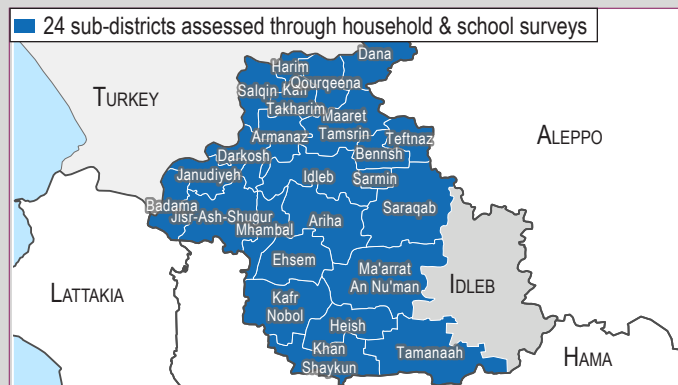 24 sub-districts assessed through household & school surveys
Dana
Harim
Qourqeena
Salqin-Kafr
TURKEY
Takharim
Maaret
Tamsrin
Armanaz
Teftnaz
ALEPPO
Bennsh
Darkosh
Janudiyeh
Idleb
Sarmin
Badama
Saraqab
Jisr-Ash-Shugur
Ariha
Mhambal
Ehsem
Ma'arrat
An Nu'man
IDLEB
LATTAKIA
Kafr
Nobol
Heish
Khan
Shaykun
Tamanaah
HAMA